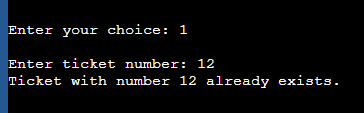 Enter your choice: 1
Enter ticket number: 12
Ticket with number 12 already exists.